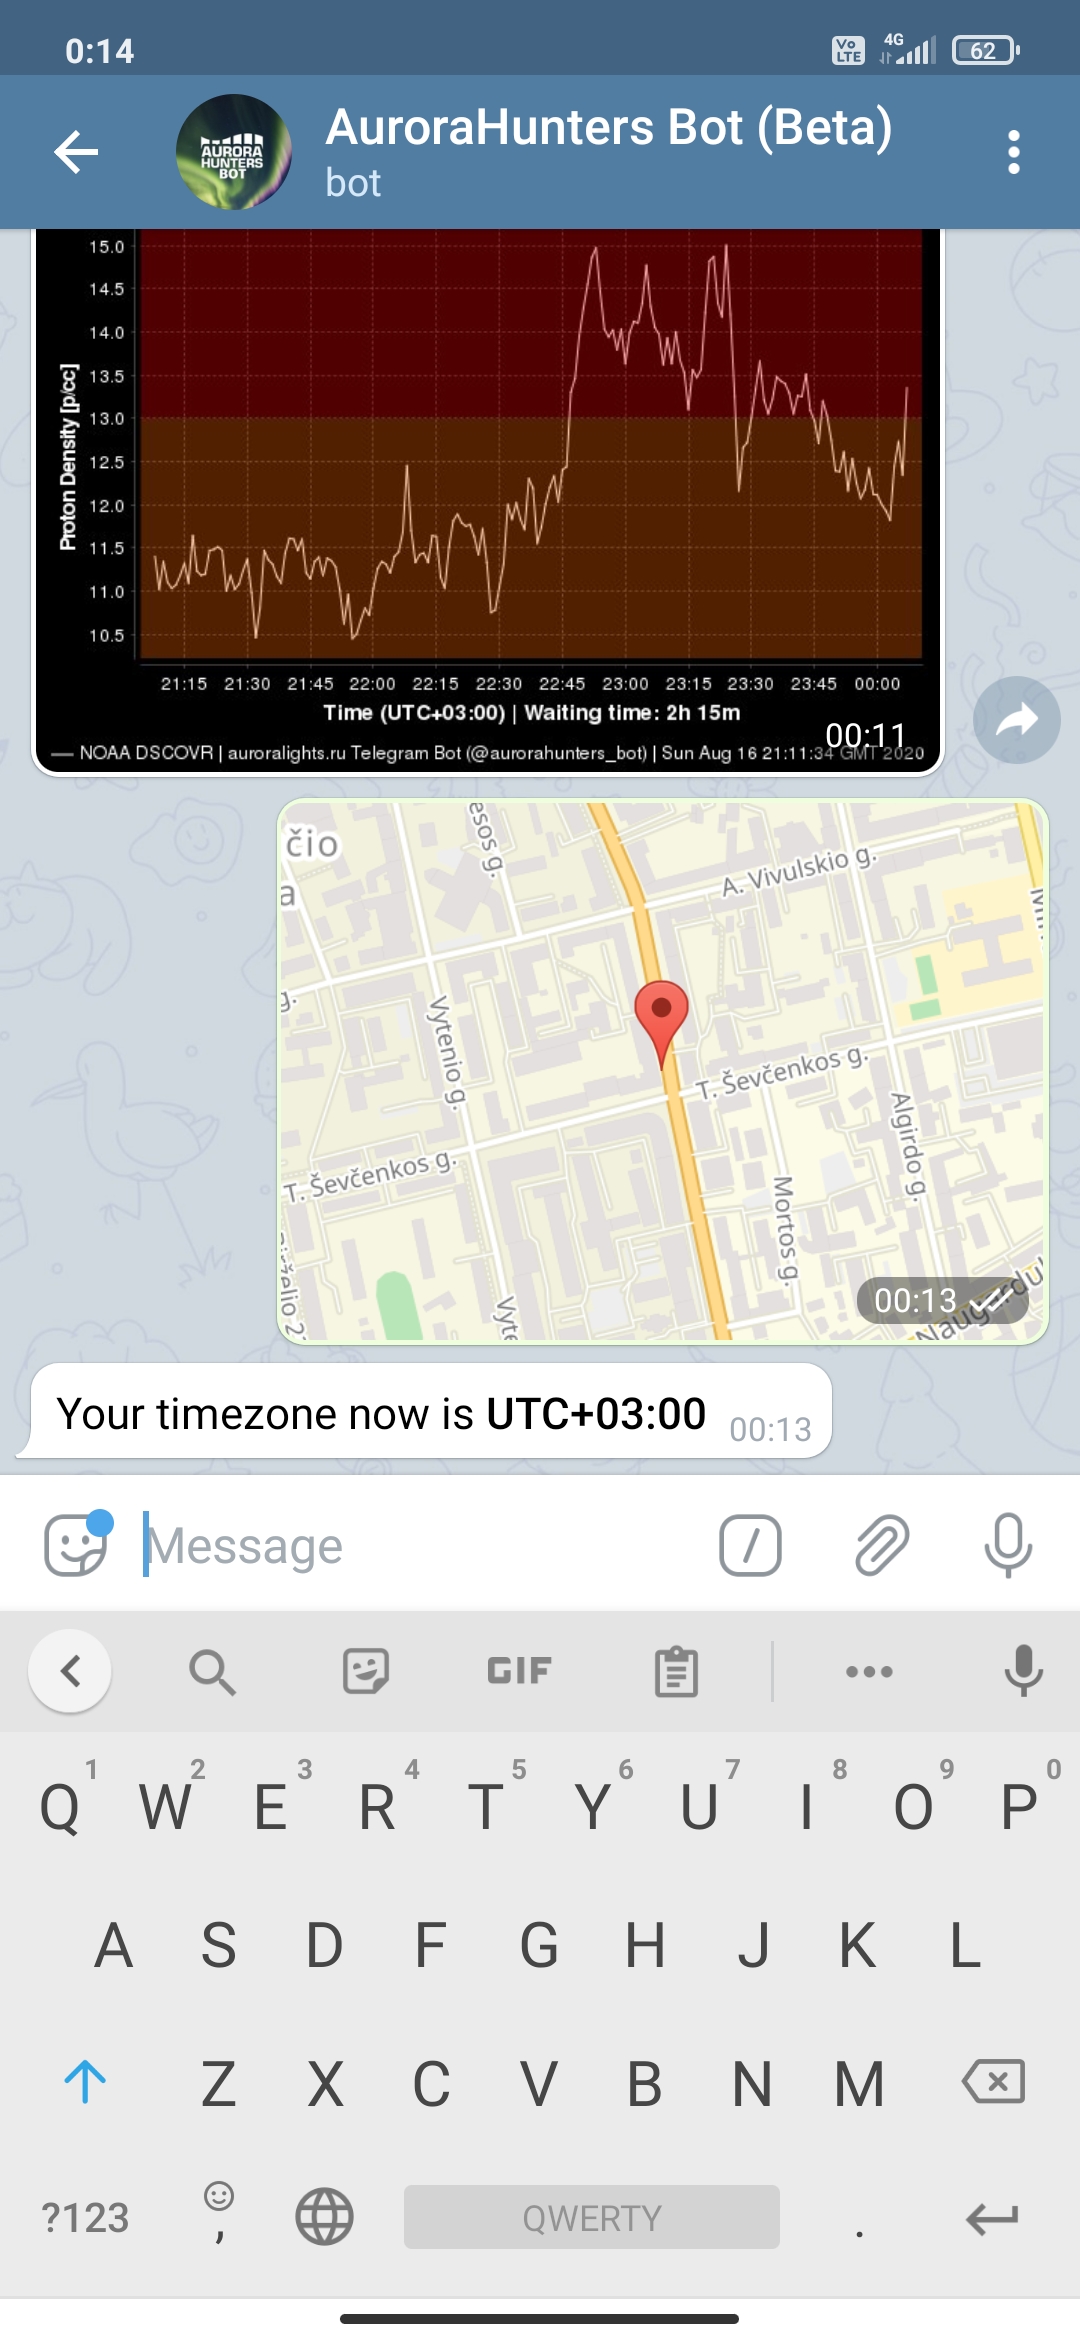 0:14
Vo LTE
4G
62
AURORA
HUNTERS
BOT
AuroraHunters Bot (Beta)
bot
15.0
14.5
14.0
13.5
13.0
12.5
12.0
11.5
11.0
10.5
Proton Density [p/cc]
21:15 21:30 21:45 22:00 22:15 22:30 22:45 23:00 23:15 23:30 23:45 00:00
Time (UTC+03:00) | Waiting time: 2h 15m
00:11
NOAA DSCOVR | auroralights.ru Telegram Bot (@aurorahunters_bot) | Sun Aug 16 21:11:34 GMT 2020
čio
a
esos g.
A. Vivulskio g.
g.
Vytenio g.
T. Ševčenkos g.
Algirdo g.
T. Ševčenkos g.
Mortos g.
Vyte
00:13
Your timezone now is UTC+03:00 00:13
Message
/
GIF
1 2 3 4 5 6 7 8 9 0
Q W E R T Y U I O P
A S D F G H J K L
Z X C V B N M
?123 , QWERTY .